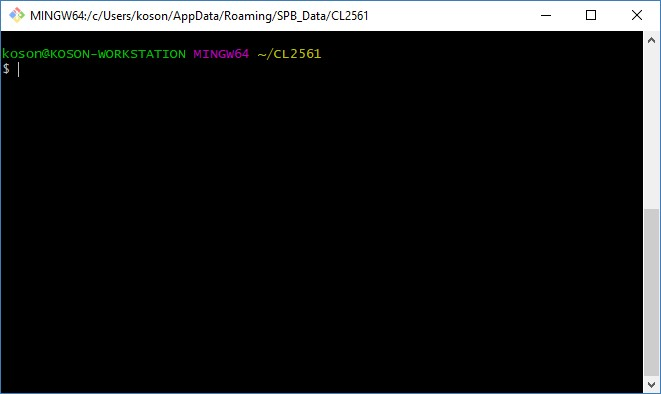 MINGW64:/c/Users/koson/AppData/Roaming/SPB_Data/CL2561
koson@KOSON-WORKSTATION MINGW64 ~/CL2561
$